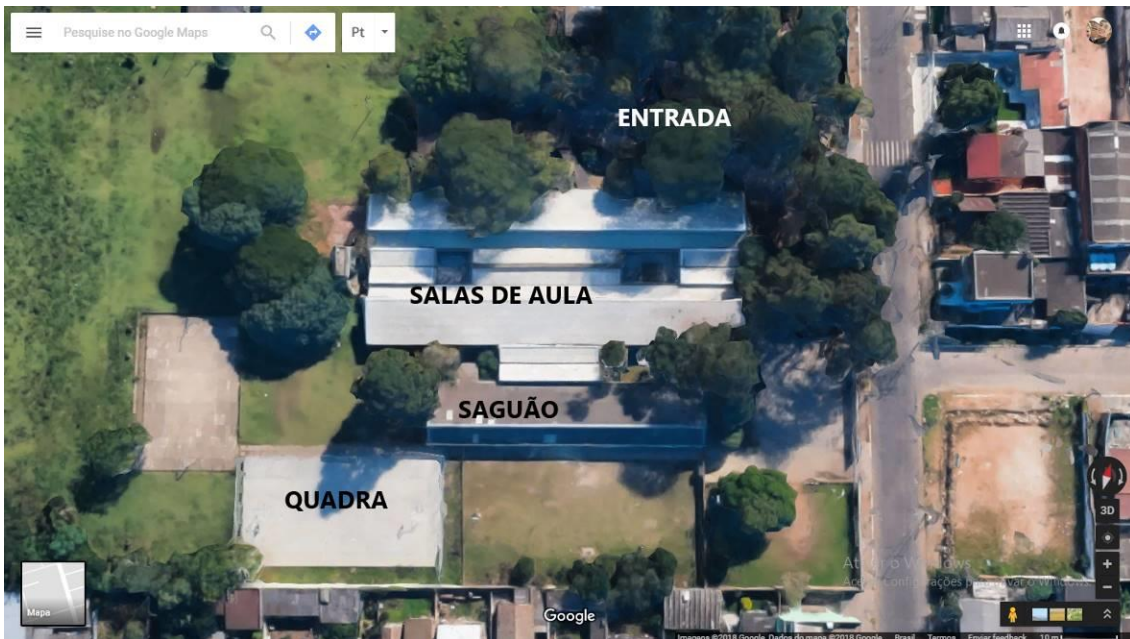 Pesquise no Google Maps
Pt
ENTRADA
SALAS DE AULA
SAGUÃO
QUADRA
3D
Mapa
Google
Imagens ©2018 Google, Dados do mapa ©2018 Google Brasil Termos Enviar feedback